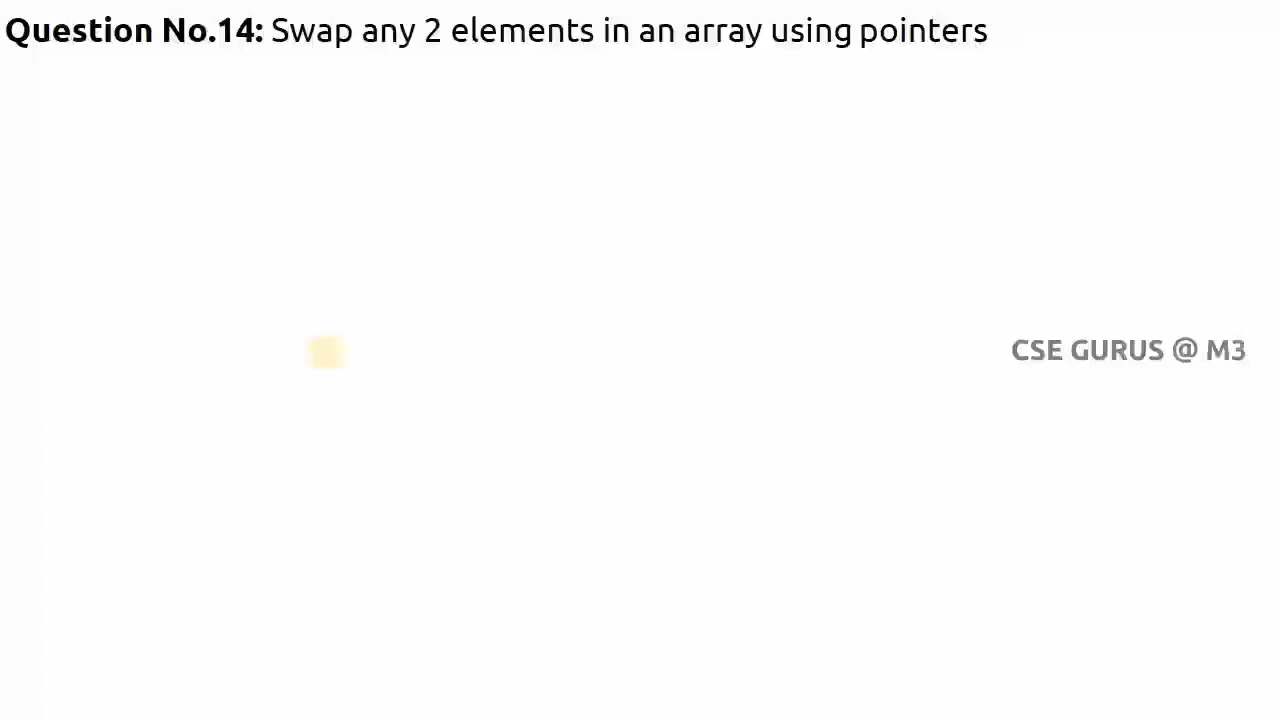 Question No.14: Swap any 2 elements in an array using pointers
CSE GURUS @ M3